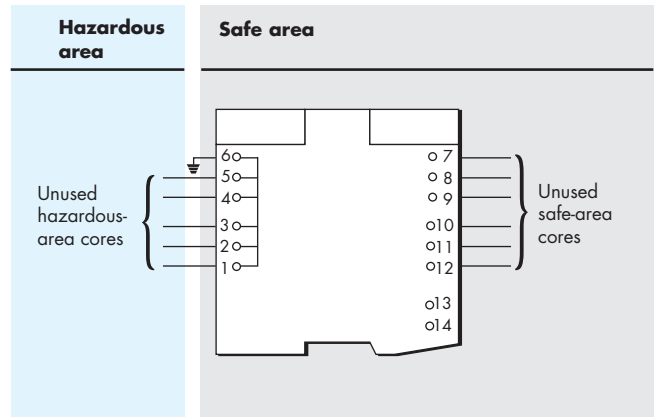 Hazardous
area
Safe area
6
5
4
3
2
1
7
8
9
10
11
12
13
14
Unused
hazardous-
area cores
Unused
safe-area
cores